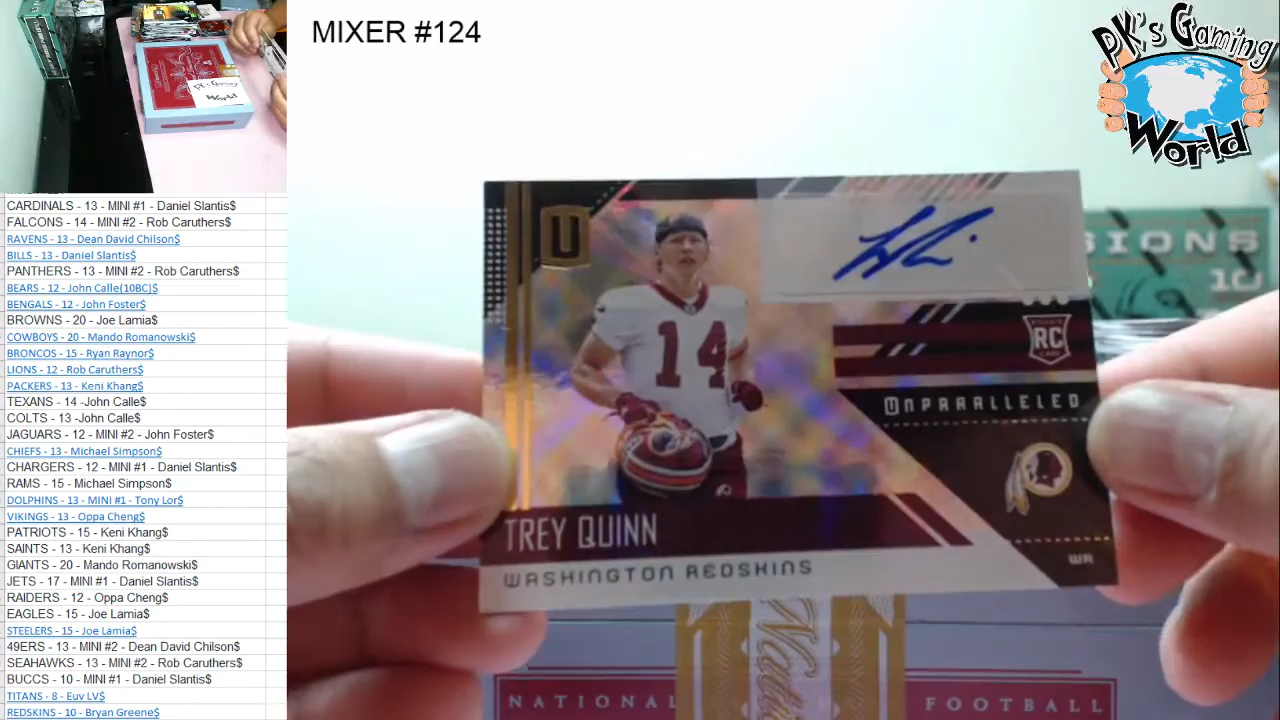 MIXER #124
PK's Gaming
World
CARDINALS - 13 - MINI #1 - Daniel Slantis$
FALCONS - 14 - MINI #2 - Rob Caruthers$
RAVENS - 13 - Dean David Chilson$
BILLS - 13 - Daniel Slantis$
PANTHERS - 13 - MINI #2 - Rob Caruthers$
BEARS - 12 - John Calle(10BC)$
BENGALS - 12 - John Foster$
BROWNS - 20 - Joe Lamia$
COWBOYS - 20 - Mando Romanowski$
BRONCOS - 15 - Ryan Raynor$
LIONS - 12 - Rob Caruthers$
PACKERS - 13 - Keni Khang$
TEXANS - 14 -John Calle$
COLTS - 13 -John Calle$
JAGUARS - 12 - MINI #2 - John Foster$
CHIEFS - 13 - Michael Simpson$
CHARGERS - 12 - MINI #1 - Daniel Slantis$
RAMS - 15 - Michael Simpson$
DOLPHINS - 13 - MINI #1 - Tony Lor$
VIKINGS - 13 - Oppa Cheng$
PATRIOTS - 15 - Keni Khang$
SAINTS - 13 - Keni Khang$
GIANTS - 20 - Mando Romanowski$
JETS - 17 - MINI #1 - Daniel Slantis$
RAIDERS - 12 - Oppa Cheng$
EAGLES - 15 - Joe Lamia$
STEELERS - 15 - Joe Lamia$
49ERS - 13 - MINI #2 - Dean David Chilson$
SEAHAWKS - 13 - MINI #2 - Rob Caruthers$
BUCCS - 10 - MINI #1 - Daniel Slantis$
TITANS - 8 - Euv LV$
REDSKINS - 10 - Bryan Greene$
U
14
RC
UNPARALLELED
TREY QUINN
WASHINGTON REDSKINS
WR
SIONS
10
NATIONAL
FOOTBALL